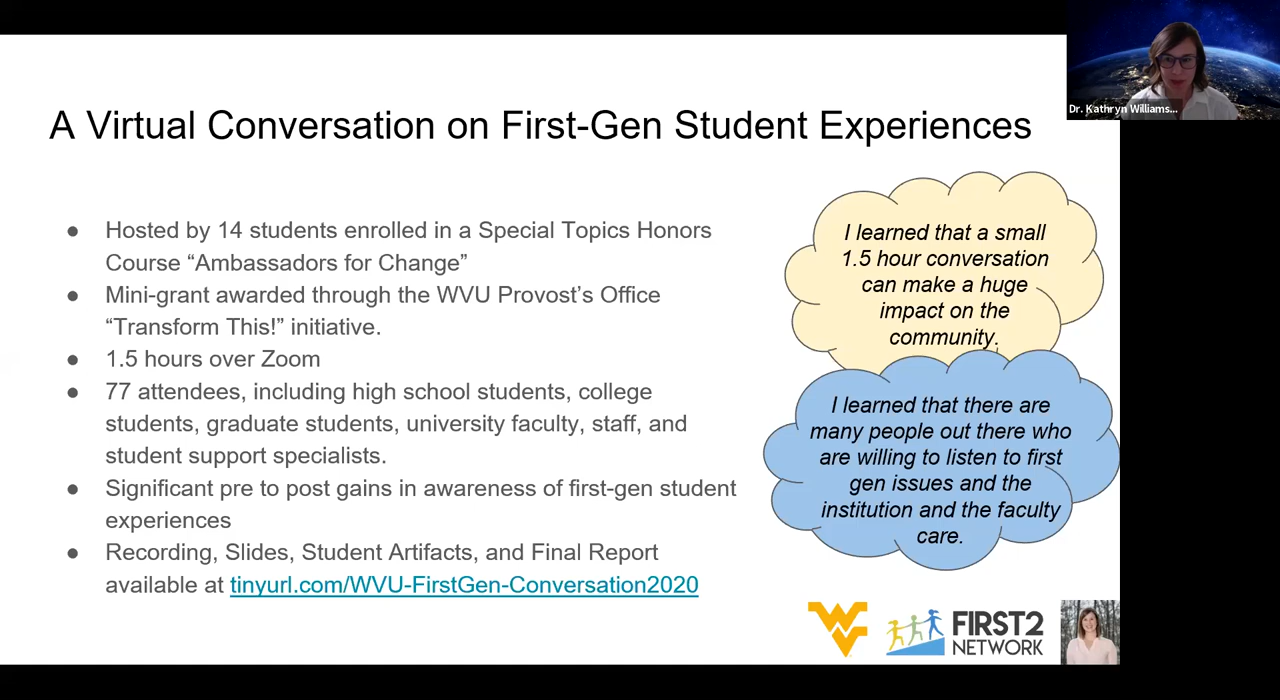 A Virtual Conversation on First-Gen Student Experiences
● Hosted by 14 students enrolled in a Special Topics Honors
Course “Ambassadors for Change”
● Mini-grant awarded through the WVU Provost’s Office
“Transform This!” initiative.
● 1.5 hours over Zoom
● 77 attendees, including high school students, college
students, graduate students, university faculty, staff, and
student support specialists.
● Significant pre to post gains in awareness of first-gen student
experiences
● Recording, Slides, Student Artifacts, and Final Report
available at tinyurl.com/WVU-FirstGen-Conversation2020
I learned that a small
1.5 hour conversation
can make a huge
impact on the
community.
I learned that there are
many people out there who
are willing to listen to first
gen issues and the
institution and the faculty
care.
WV
FIRST2
NETWORK
Dr. Kathryn Williams...